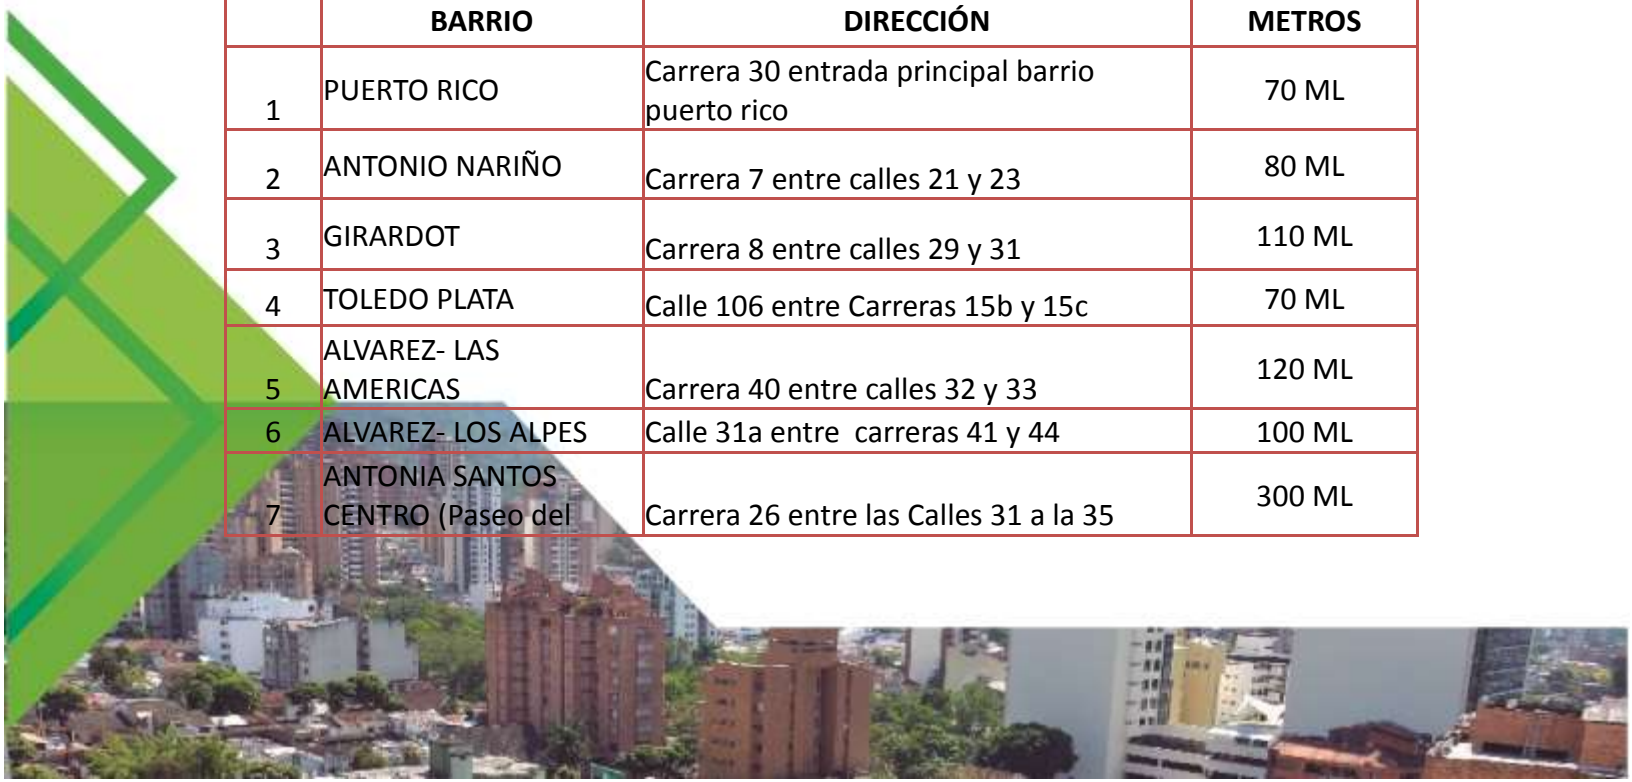 BARRIO DIRECCIÓN METROS
1 PUERTO RICO Carrera 30 entrada principal barrio
puerto rico 70 ML
2 ANTONIO NARIÑO Carrera 7 entre calles 21 y 23 80 ML
3 GIRARDOT Carrera 8 entre calles 29 y 31 110 ML
4 TOLEDO PLATA Calle 106 entre Carreras 15b y 15c 70 ML
5 ALVAREZ- LAS
AMERICAS Carrera 40 entre calles 32 y 33 120 ML
6 ALVAREZ- LOS ALPES Calle 31a entre  carreras 41 y 44 100 ML
7 ANTONIA SANTOS
CENTRO (Paseo del Carrera 26 entre las Calles 31 a la 35 300 ML